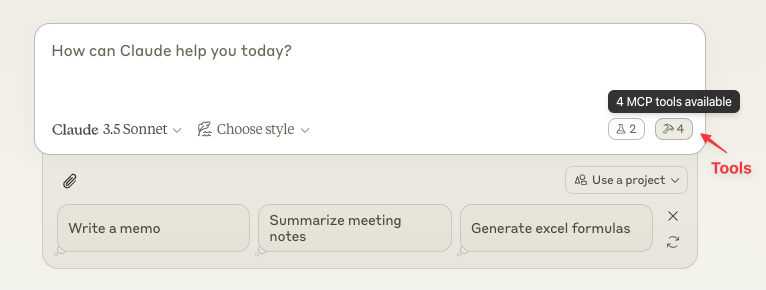 How can Claude help you today?
4 MCP tools available
Claude 3.5 Sonnet
Choose style
2
4
Tools
Use a project
Write a memo
Summarize meeting
notes
Generate excel formulas